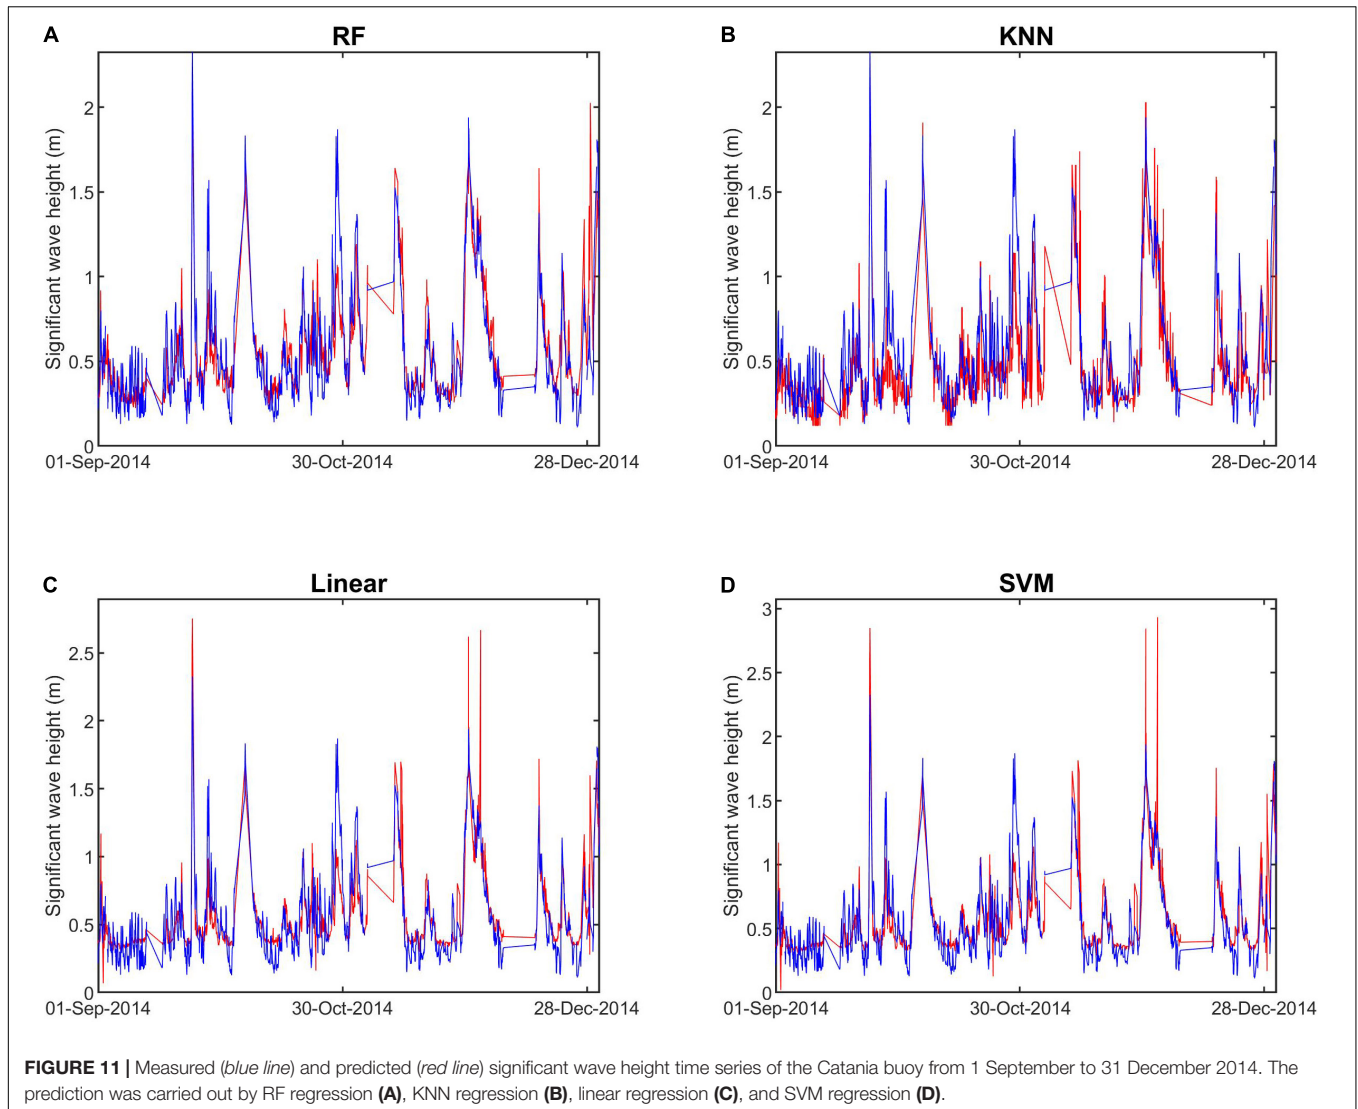 A
RF
Significant wave height (m)
2
1.5
1
0.5
0
01-Sep-2014
30-Oct-2014
28-Dec-2014
B
KNN
Significant wave height (m)
2
1.5
1
0.5
0
01-Sep-2014
30-Oct-2014
28-Dec-2014
C
Linear
Significant wave height (m)
2.5
2
1.5
1
0.5
0
01-Sep-2014
30-Oct-2014
28-Dec-2014
D
SVM
Significant wave height (m)
3
2.5
2
1.5
1
0.5
0
01-Sep-2014
30-Oct-2014
28-Dec-2014
FIGURE 11 | Measured (blue line) and predicted (red line) significant wave height time series of the Catania buoy from 1 September to 31 December 2014. The
prediction was carried out by RF regression (A), KNN regression (B), linear regression (C), and SVM regression (D).